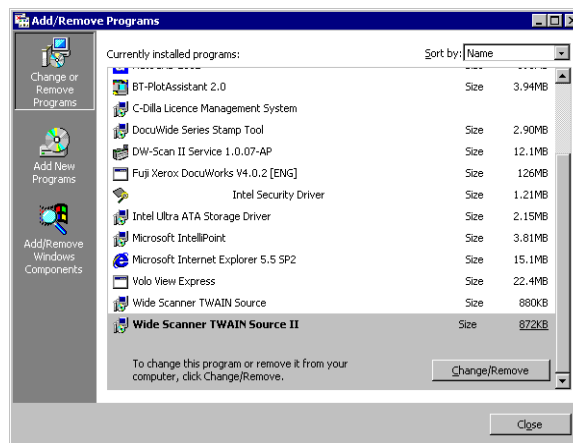 Add/Remove Programs
Change or
Remove
Programs
Add New
Programs
Add/Remove
Windows
Components
Currently installed programs:
Sort by: Name
Size
BT-PlotAssistant 2.0 Size 3.94MB
C-Dilla Licence Management System
DocuWide Series Stamp Tool Size 2.90MB
DW-Scan II Service 1.0.07-AP Size 12.1MB
Fuji Xerox DocuWorks V4.0.2 [ENG] Size 126MB
Intel Security Driver Size 1.21MB
Intel Ultra ATA Storage Driver Size 2.15MB
Microsoft IntelliPoint Size 3.81MB
Microsoft Internet Explorer 5.5 SP2 Size 15.1MB
Volo View Express Size 22.4MB
Wide Scanner TWAIN Source Size 880KB
Wide Scanner TWAIN Source II Size 872KB
To change this program or remove it from your
computer, click Change/Remove.
Change/Remove
Close